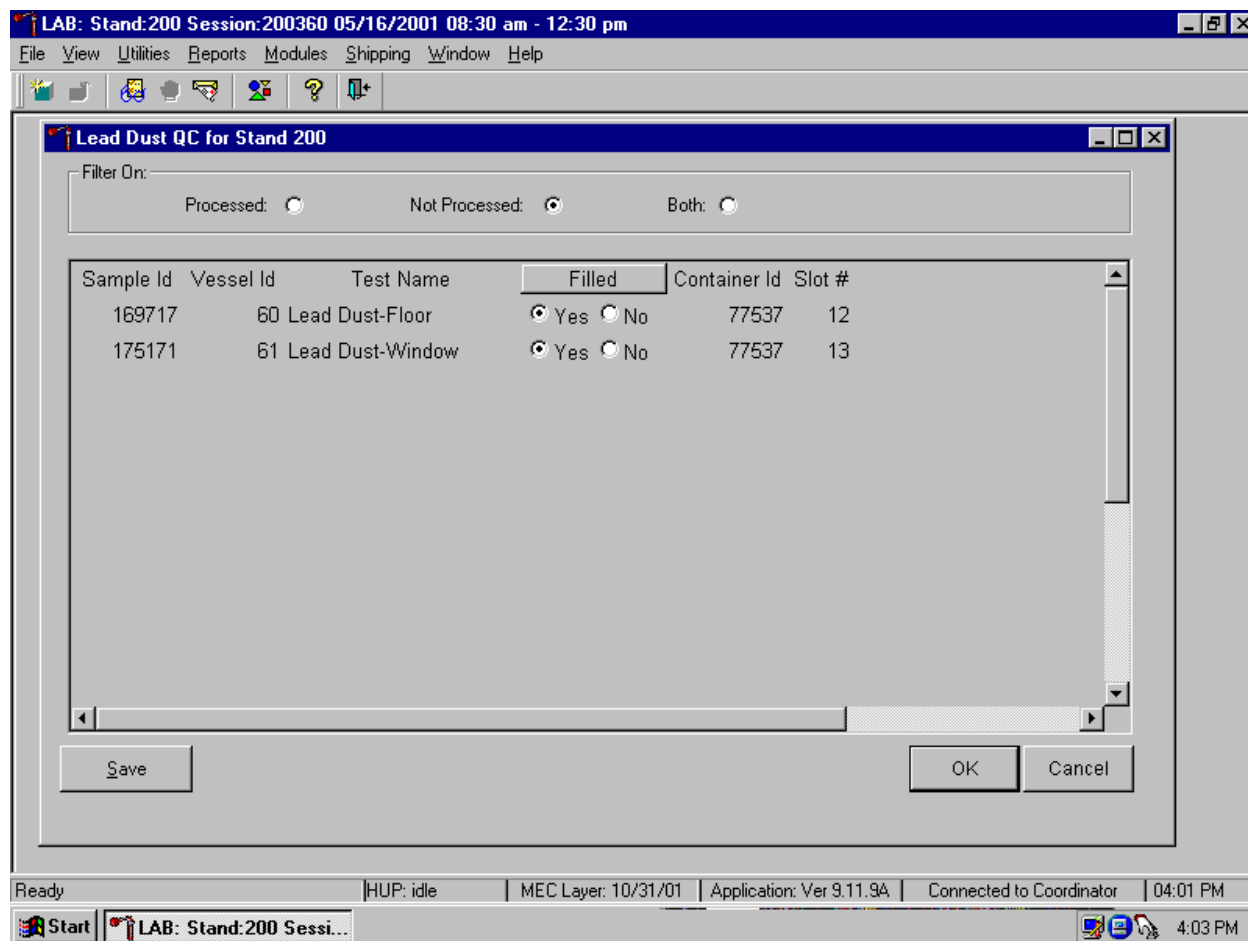 LAB: Stand:200 Session:200360 05/16/2001 08:30 am - 12:30 pm
File View Utilities Reports Modules Shipping Window Help
Lead Dust QC for Stand 200
Filter On:
Processed: Not Processed: Both:
Sample Id Vessel Id Test Name Filled Container Id Slot #
169717 60 Lead Dust-Floor Yes No 77537 12
175171 61 Lead Dust-Window Yes No 77537 13
Save OK Cancel
Ready HUP: idle MEC Layer: 10/31/01 Application: Ver 9.11.9A Connected to Coordinator 04:01 PM
Start LAB: Stand:200 Sessi... 4:03 PM